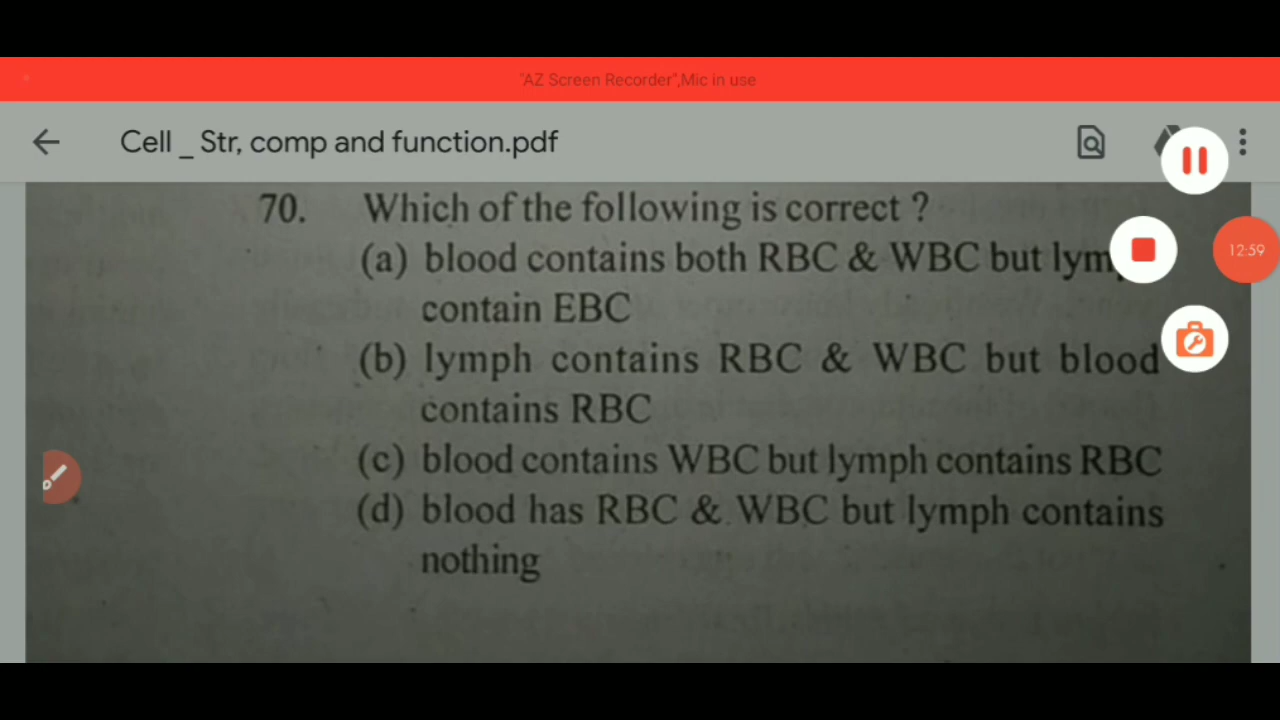 "AZ Screen Recorder",Mic in use
Cell _ Str, comp and function.pdf
70. Which of the following is correct ?
(a) blood contains both RBC & WBC but
contain EBC
12:59
(b) lymph contains RBC & WBC but blood
contains RBC
(c) blood contains WBC but lymph contains RBC
(d) blood has RBC & WBC but lymph contains
nothing